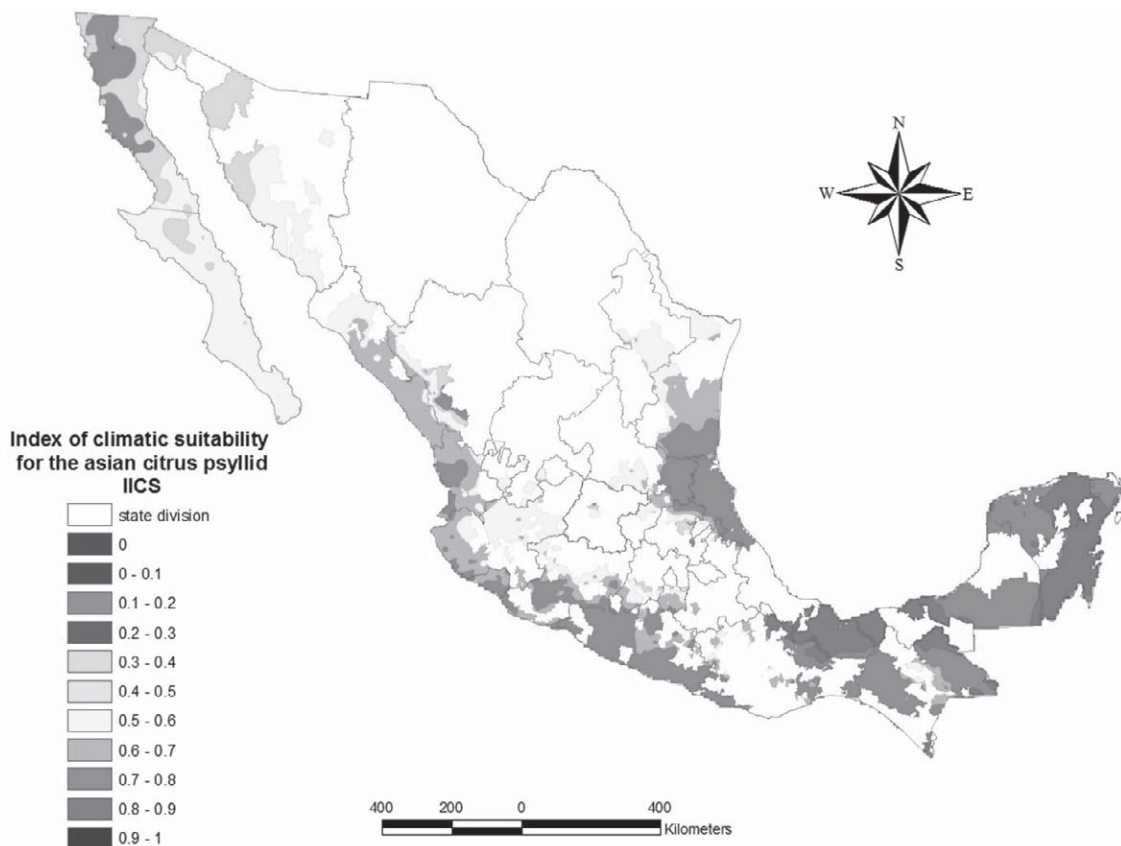 N
W
E
S
Index of climatic suitability
for the asian citrus psyllid
IICS
state division
0
0 - 0.1
0.1 - 0.2
0.2 - 0.3
0.3 - 0.4
0.4 - 0.5
0.5 - 0.6
0.6 - 0.7
0.7 - 0.8
0.8 - 0.9
0.9 - 1
400 200 0 400
Kilometers